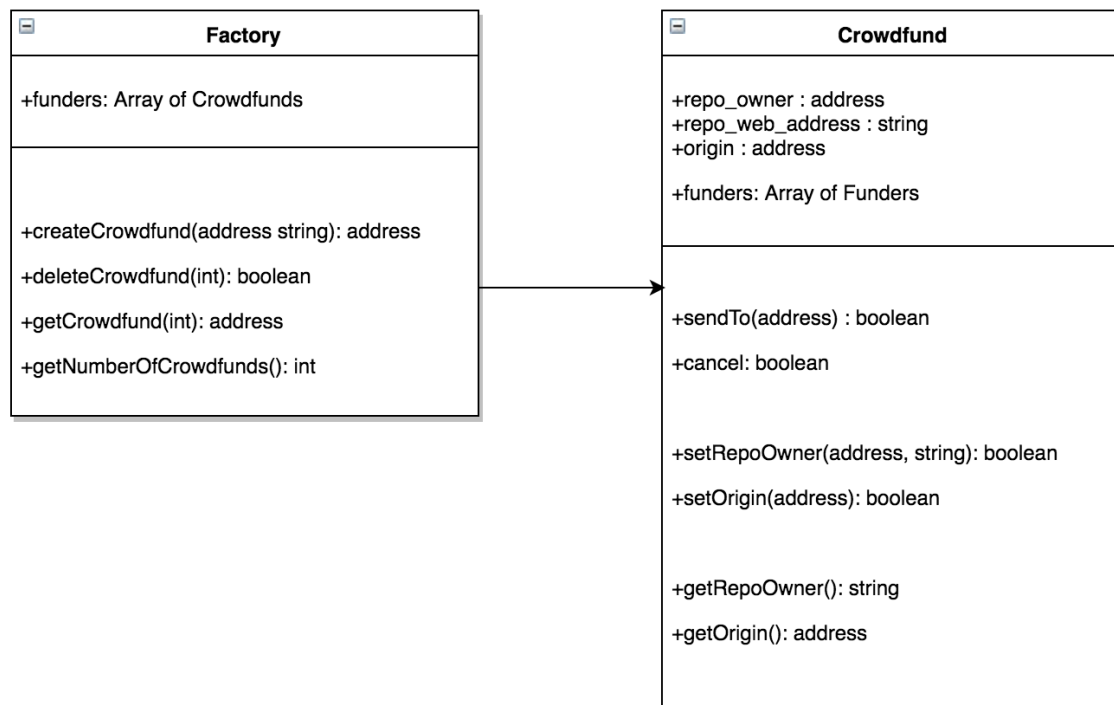 Factory
+funders: Array of Crowdfunds
+createCrowdfund(address string): address
+deleteCrowdfund(int): boolean
+getCrowdfund(int): address
+getNumberOfCrowdfunds(): int
Crowdfund
+repo_owner : address
+repo_web_address : string
+origin : address
+funders: Array of Funders
+sendTo(address) : boolean
+cancel: boolean
+setRepoOwner(address, string): boolean
+setOrigin(address): boolean
+getRepoOwner(): string
+getOrigin(): address